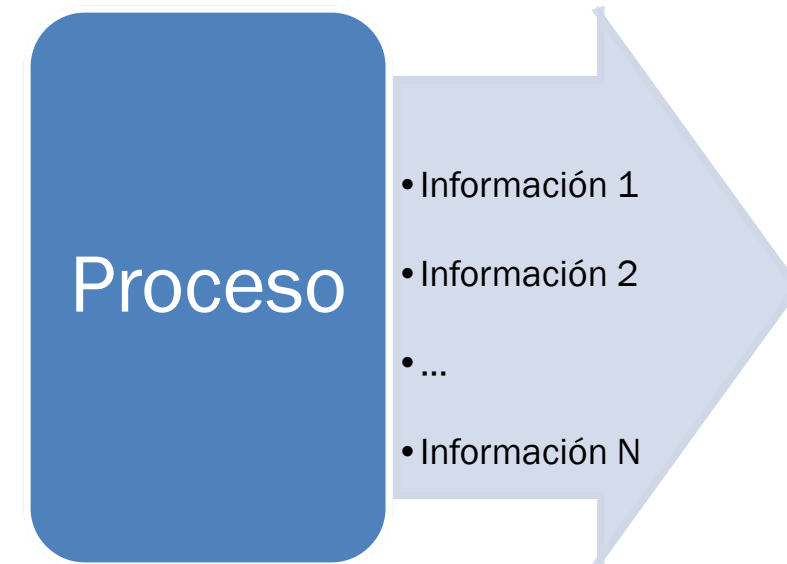 Proceso
•Información 1
•Información 2
•...
•Información N